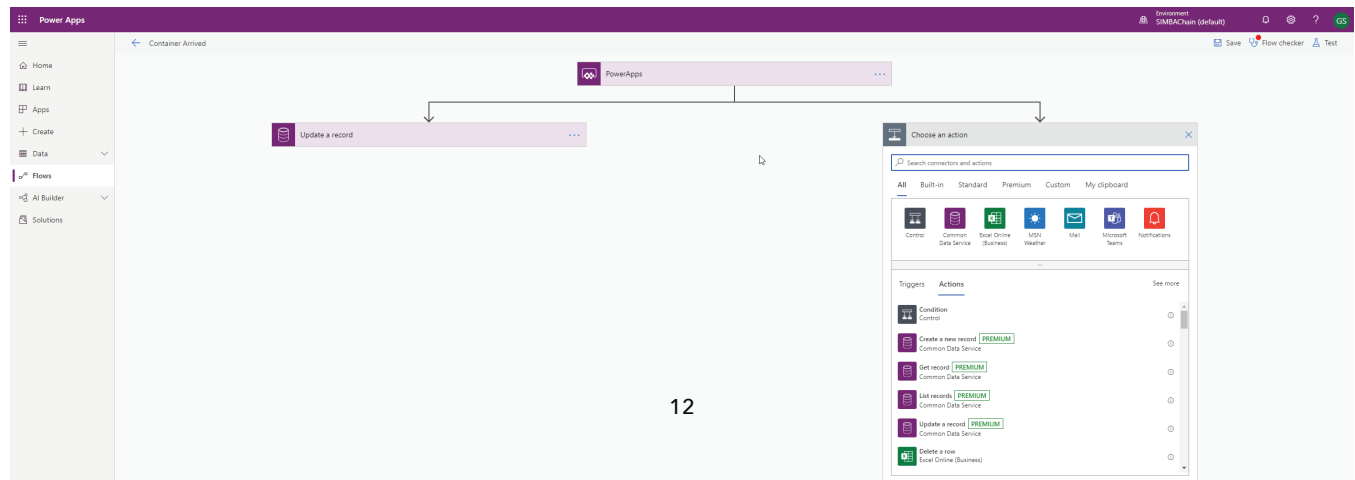 Power Apps
Environment
SIMBAChain (default)
?
GS
Container Arrived
Save
Flow checker
Test
Home
Learn
Apps
Create
Data
Flows
AI Builder
Solutions
PowerApps
...
Update a record
...
Choose an action
Search connectors and actions
All Built-in Standard Premium Custom My clipboard
Control
Common
Data Service
Excel Online
(Business)
MSN
Weather
Mail
Microsoft
Teams
Notifications
Triggers Actions See more
Condition
Control
Create a new record PREMIUM
Common Data Service
Get record PREMIUM
Common Data Service
List records PREMIUM
Common Data Service
Update a record PREMIUM
Common Data Service
Delete a row
Excel Online (Business)
12